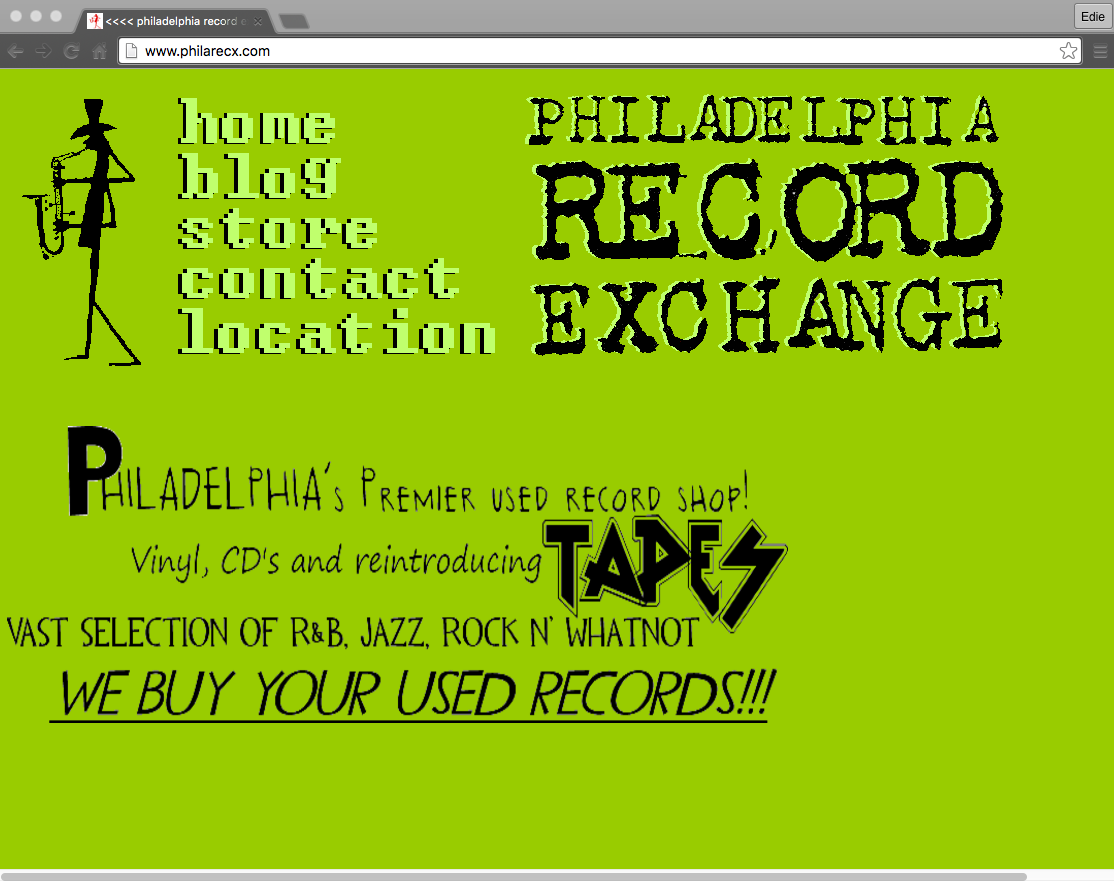 <<<< philadelphia record e
Edie
www.philarecx.com
home
blog
store
contact
location
PHILADELPHIA
RECORD
EXCHANGE
PHILADELPHIA's PREMIER USED RECORD SHOP!
Vinyl, CD's and reintroducing TAPES
VAST SELECTION OF R&B, JAZZ, ROCK N' WHATNOT
WE BUY YOUR USED RECORDS!!!